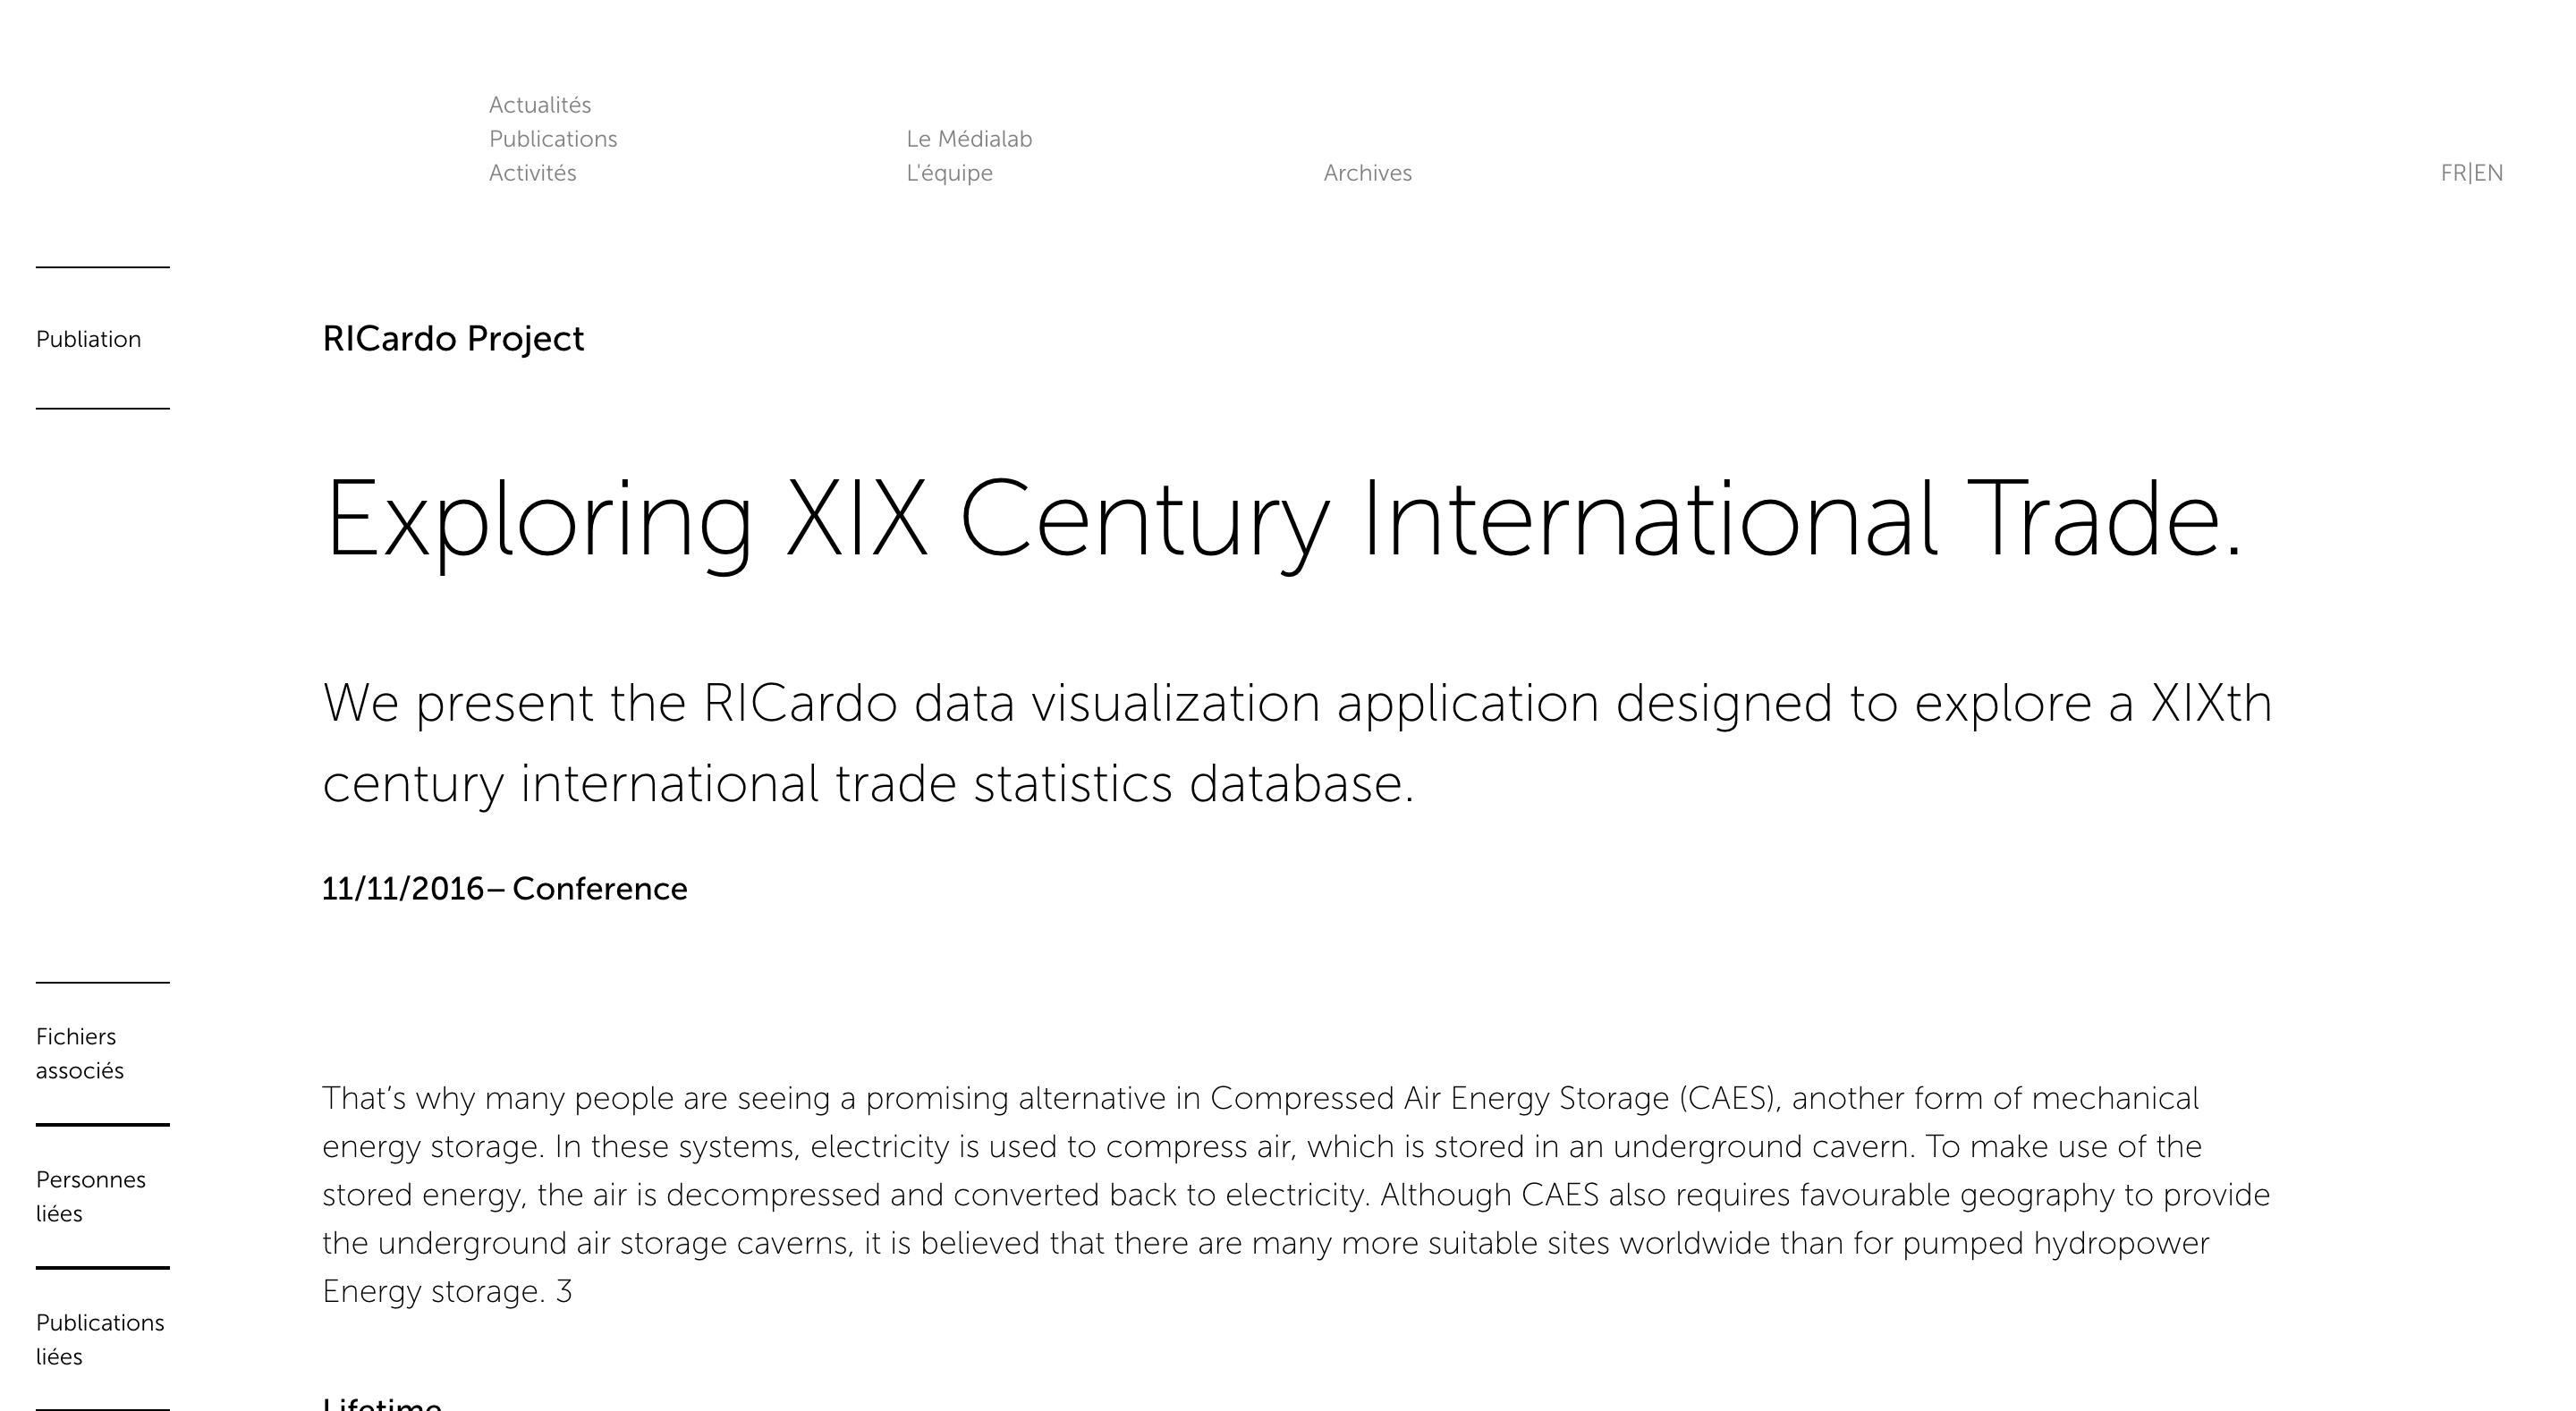 Actualités
Publications
Activités
Le Médialab
L'équipe
Archives
FR|EN
Publiation
RICardo Project
Exploring XIX Century International Trade.
We present the RICardo data visualization application designed to explore a XIXth
century international trade statistics database.
11/11/2016– Conference
Fichiers
associés
Personnes
liées
Publications
liées
That’s why many people are seeing a promising alternative in Compressed Air Energy Storage (CAES), another form of mechanical
energy storage. In these systems, electricity is used to compress air, which is stored in an underground cavern. To make use of the
stored energy, the air is decompressed and converted back to electricity. Although CAES also requires favourable geography to provide
the underground air storage caverns, it is believed that there are many more suitable sites worldwide than for pumped hydropower
Energy storage. 3
Lifetime